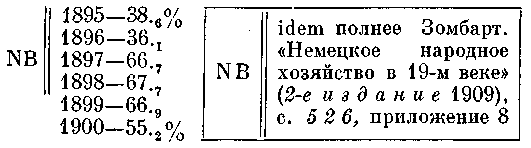 1895—38.₆%
1896—36.₁
NB 1897—66.₇
1898—67.₇
1899—66.₉
1900—55.₂%
idem полнее Зомбарт.
«Немецкое народное
NB хозяйство в 19-м веке»
(2-е издание 1909),
с. 526, приложение 8